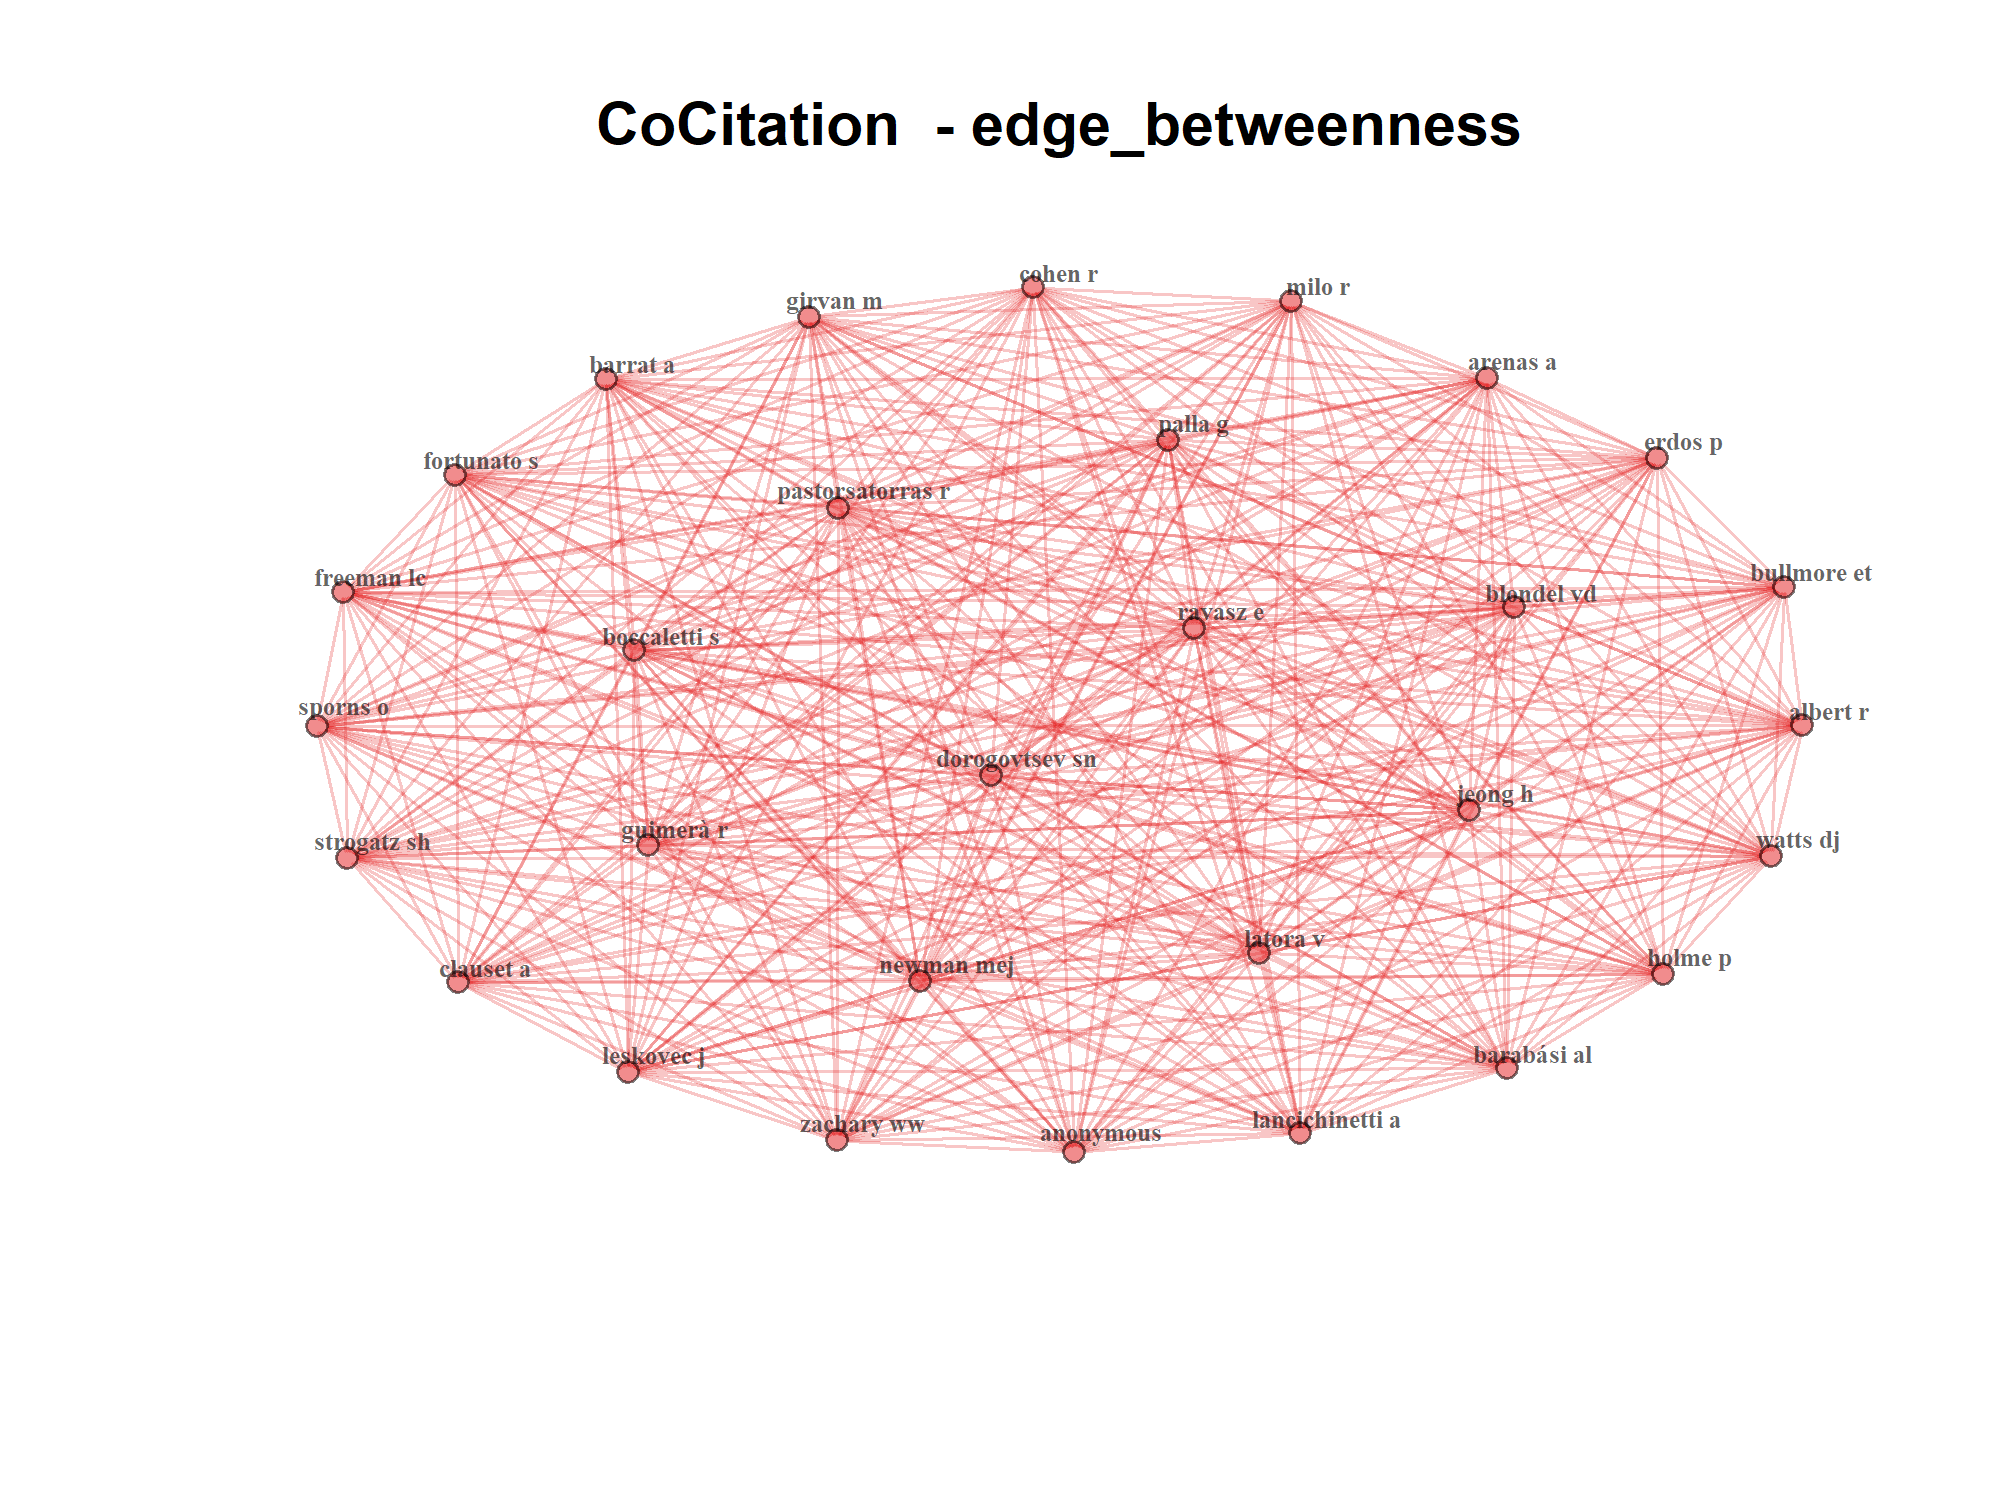 CoCitation - edge_betweenness
cohen r
milo r
girvan m
barrat a
arenas a
palla g
erdos p
fortunato s
pastorsatorras r
freeman lc
bullmore et
blondel vd
ravasz e
boccaletti s
sporns o
albert r
dorogovtsev sn
jeong h
guimerà r
strogatz sh
watts dj
latora v
holme p
newman mej
clauset a
leskovec j
barabási al
lancichinetti a
zachary ww
anonymous